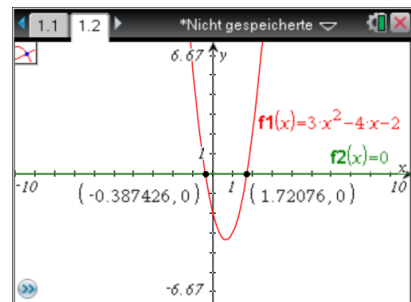 1.1 1.2 *Nicht gespeicherte
6.67 y
f1(x)=3·x²-4·x-2
f2(x)=0
1
x
-10 1 10
(-0.387426, 0) (1.72076, 0)
-6.67